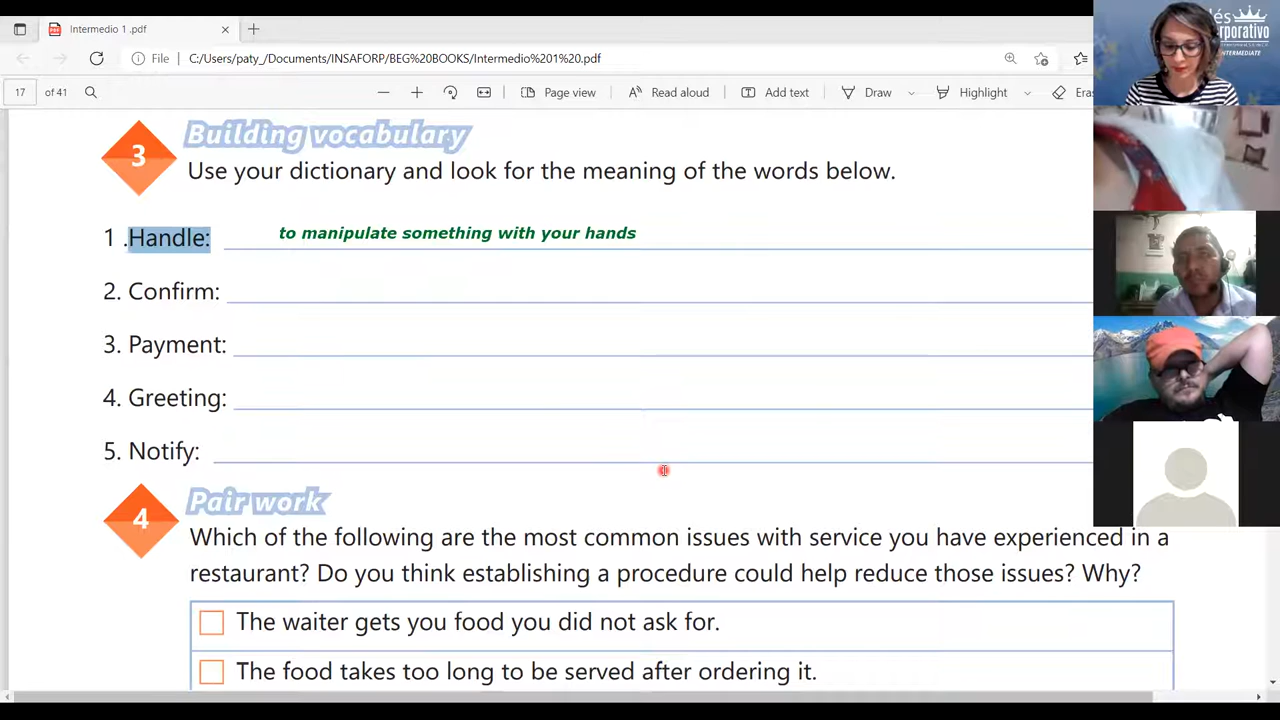 Intermedio 1 .pdf
File C:/Users/paty_/Documents/INSAFORP/BEG%20BOOKS/Intermedio%201%20.pdf
17 of 41 Page view Read aloud Add text Draw Highlight
INTERMEDIATE
3 Building vocabulary
Use your dictionary and look for the meaning of the words below.
1 .Handle: to manipulate something with your hands
2. Confirm:
3. Payment:
4. Greeting:
5. Notify:
4 Pair work
Which of the following are the most common issues with service you have experienced in a
restaurant? Do you think establishing a procedure could help reduce those issues? Why?
The waiter gets you food you did not ask for.
The food takes too long to be served after ordering it.